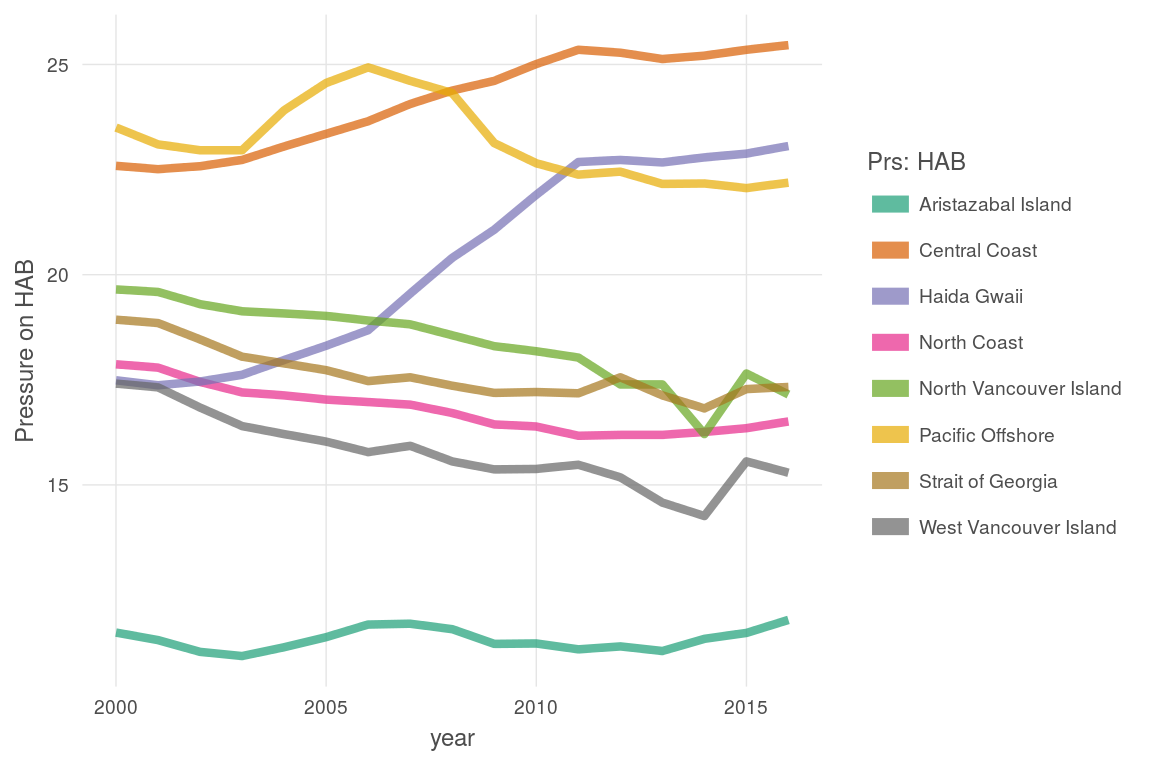 Pressure on HAB
25
20
15
2000
2005
2010
2015
year
Prs: HAB
Aristazabal Island
Central Coast
Haida Gwaii
North Coast
North Vancouver Island
Pacific Offshore
Strait of Georgia
West Vancouver Island